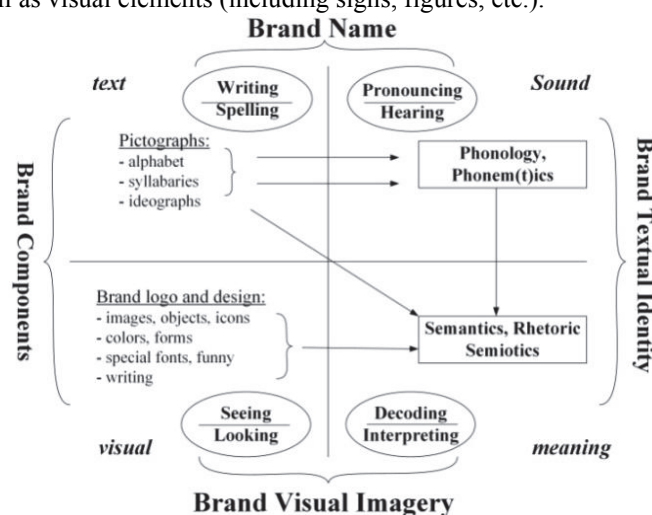 as visual elements (including signs, figures, etc.).
Brand Name
text
Writing
Spelling
Pronouncing
Hearing
Sound
Pictographs:
- alphabet
- syllabaries
- ideographs
Phonology,
Phonem(t)ics
Brand Components
Brand Textual Identity
Brand logo and design:
- images, objects, icons
- colors, forms
- special fonts, funny
- writing
Semantics, Rhetoric
Semiotics
Seeing
Looking
Decoding
Interpreting
visual
meaning
Brand Visual Imagery